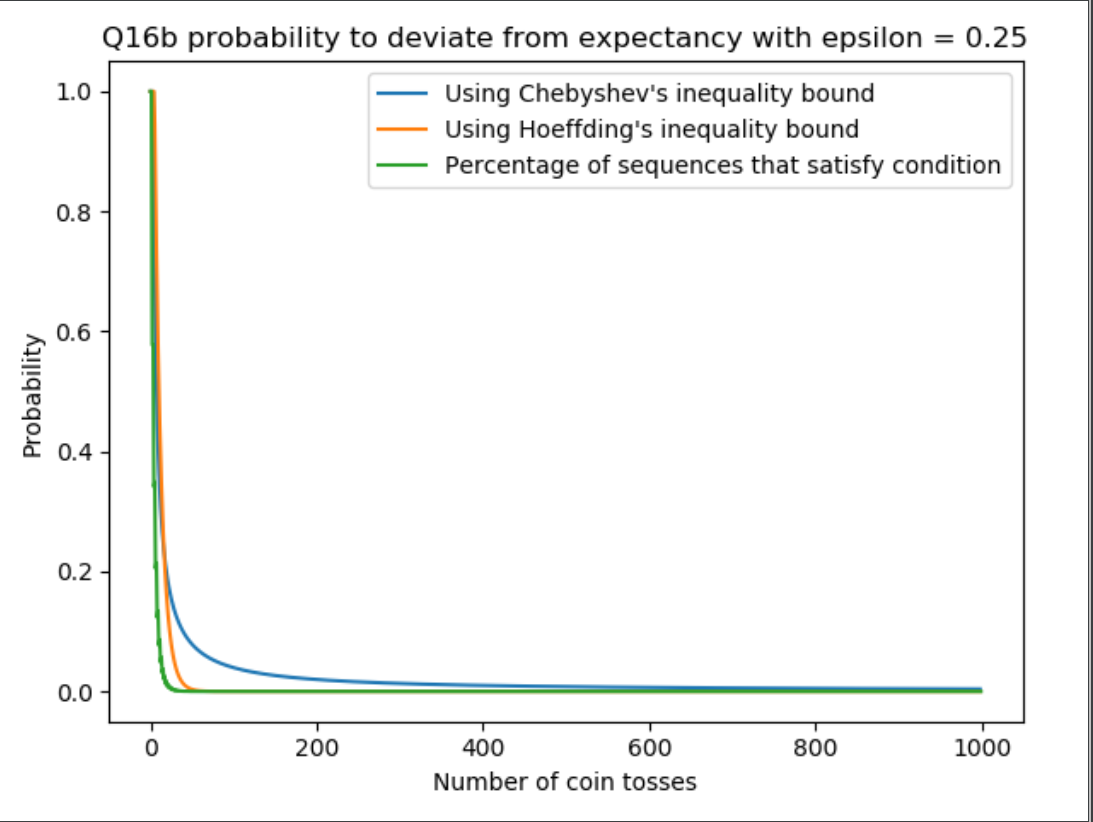 Q16b probability to deviate from expectancy with epsilon = 0.25
Using Chebyshev's inequality bound
Using Hoeffding's inequality bound
Percentage of sequences that satisfy condition
1.0
0.8
0.6
0.4
0.2
0.0
Probability
0 200 400 600 800 1000
Number of coin tosses